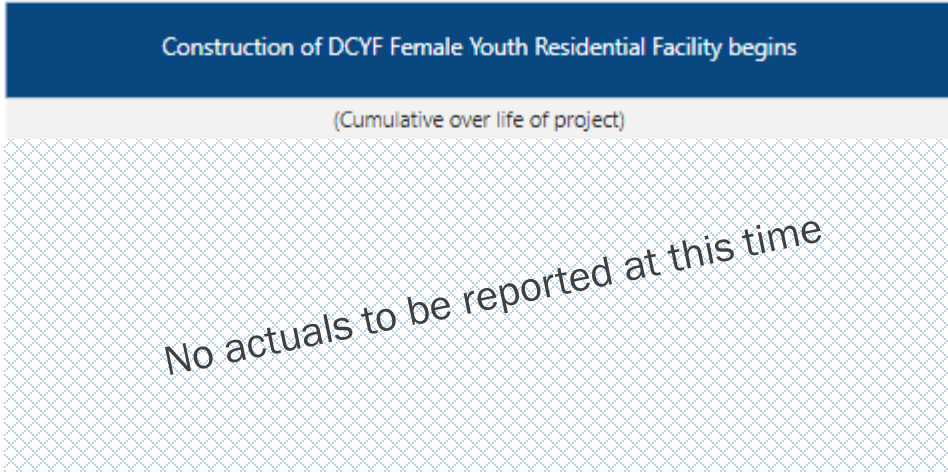 Construction of DCYF Female Youth Residential Facility begins
(Cumulative over life of project)
No actuals to be reported at this time